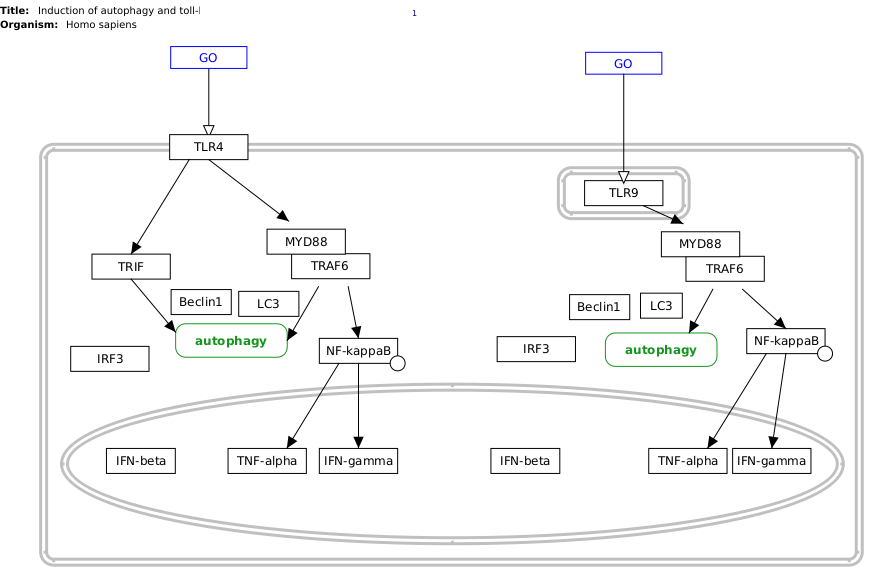 Title: Induction of autophagy and toll-
1
Organism: Homo sapiens
GO
GO
TLR4
TLR9
MYD88
TRAF6
TRIF
MYD88
TRAF6
Beclin1
LC3
autophagy
IRF3
NF-kappaB
Beclin1
LC3
autophagy
IRF3
NF-kappaB
IFN-beta
TNF-alpha
IFN-gamma
IFN-beta
TNF-alpha
IFN-gamma